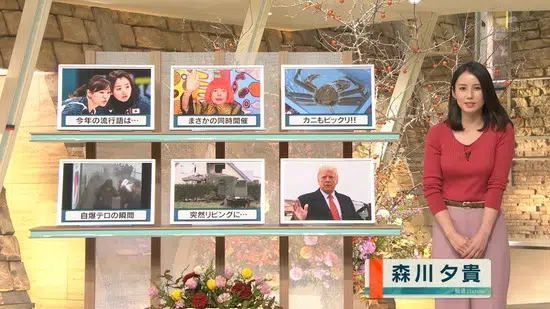 今年の流行語は…
まさかの同時開催
カニもビックリ!!
自爆テロの瞬間
突然リビングに…
森川夕貴